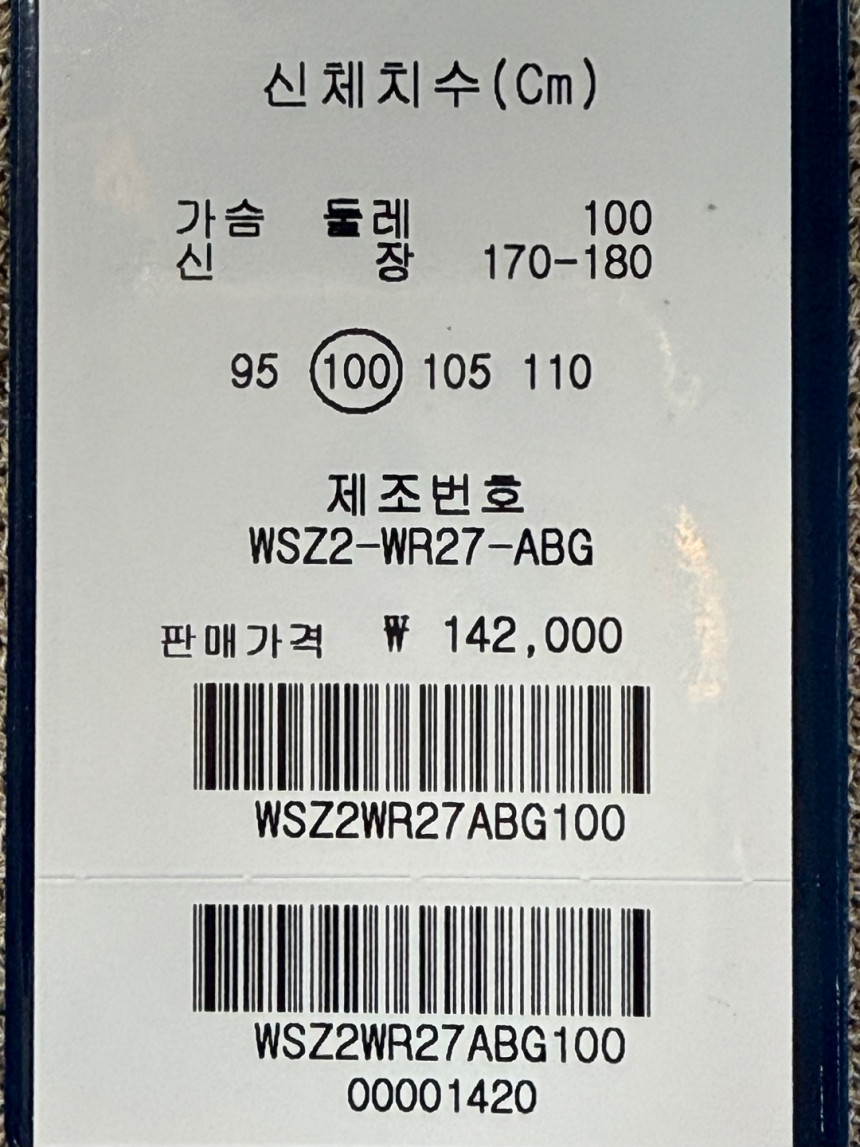 신체치수(Cm)
가슴 둘레 100
신 장 170-180
95 100 105 110
제조번호
WSZ2-WR27-ABG
판매가격 ₩ 142,000
WSZ2WR27ABG100
WSZ2WR27ABG100
00001420